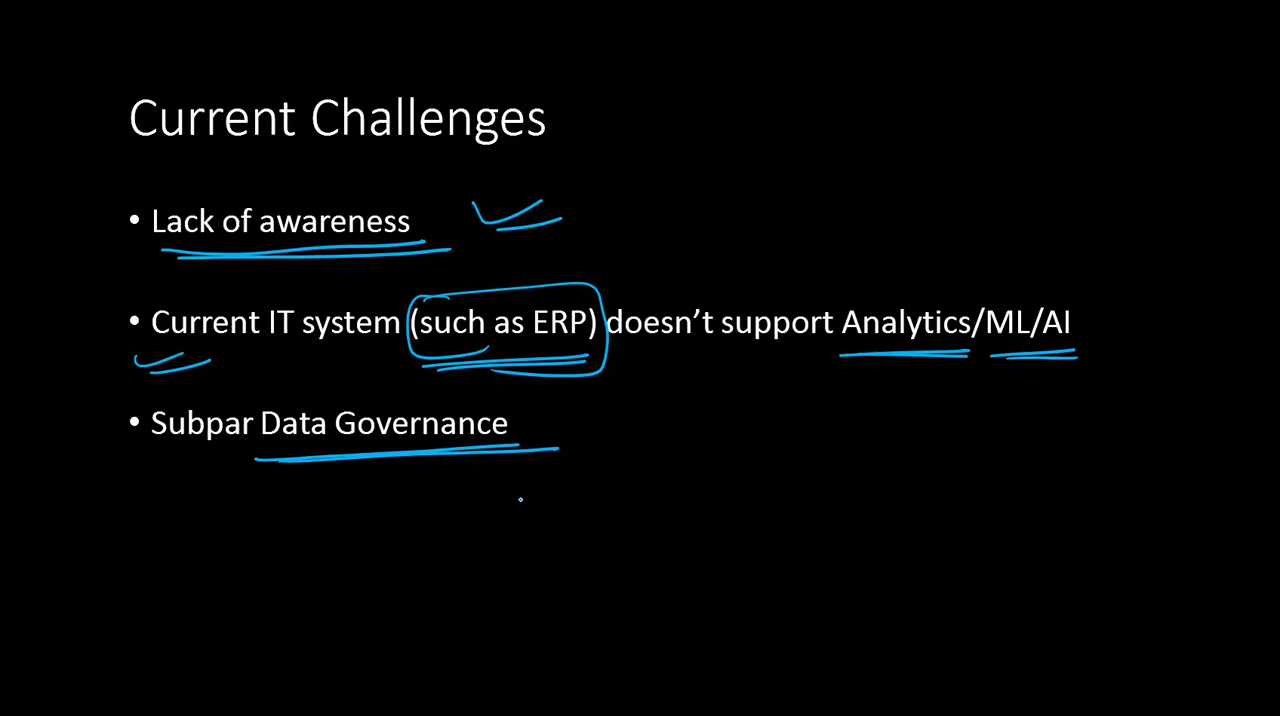 Current Challenges
• Lack of awareness
• Current IT system (such as ERP) doesn’t support Analytics/ML/AI
• Subpar Data Governance